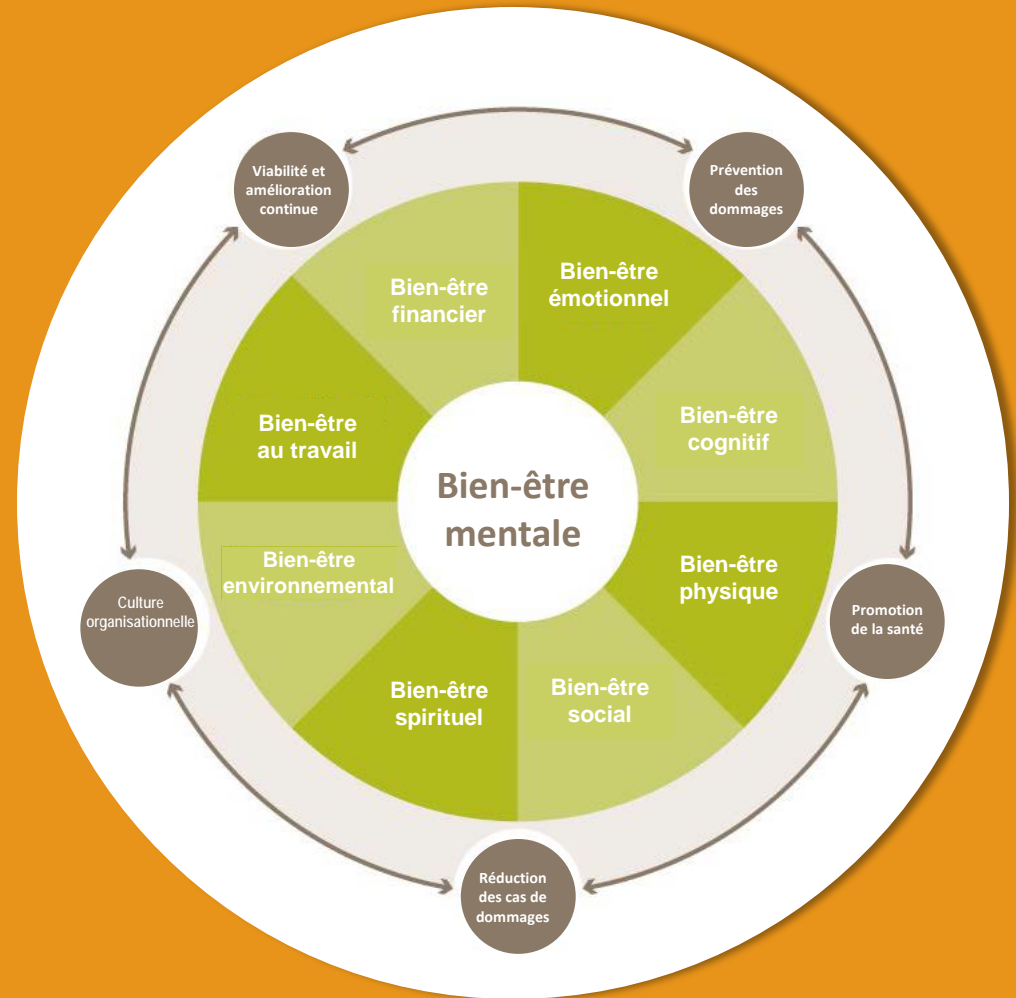 Viabilité et
amélioration
continue
Prévention
des
dommages
Bien-être
financier
Bien-être
émotionnel
Bien-être
au travail
Bien-être
cognitif
Bien-être
mentale
Bien-être
environnemental
Bien-être
physique
Culture
organisationnelle
Promotion
de la santé
Bien-être
spirituel
Bien-être
social
Réduction
des cas de
dommages